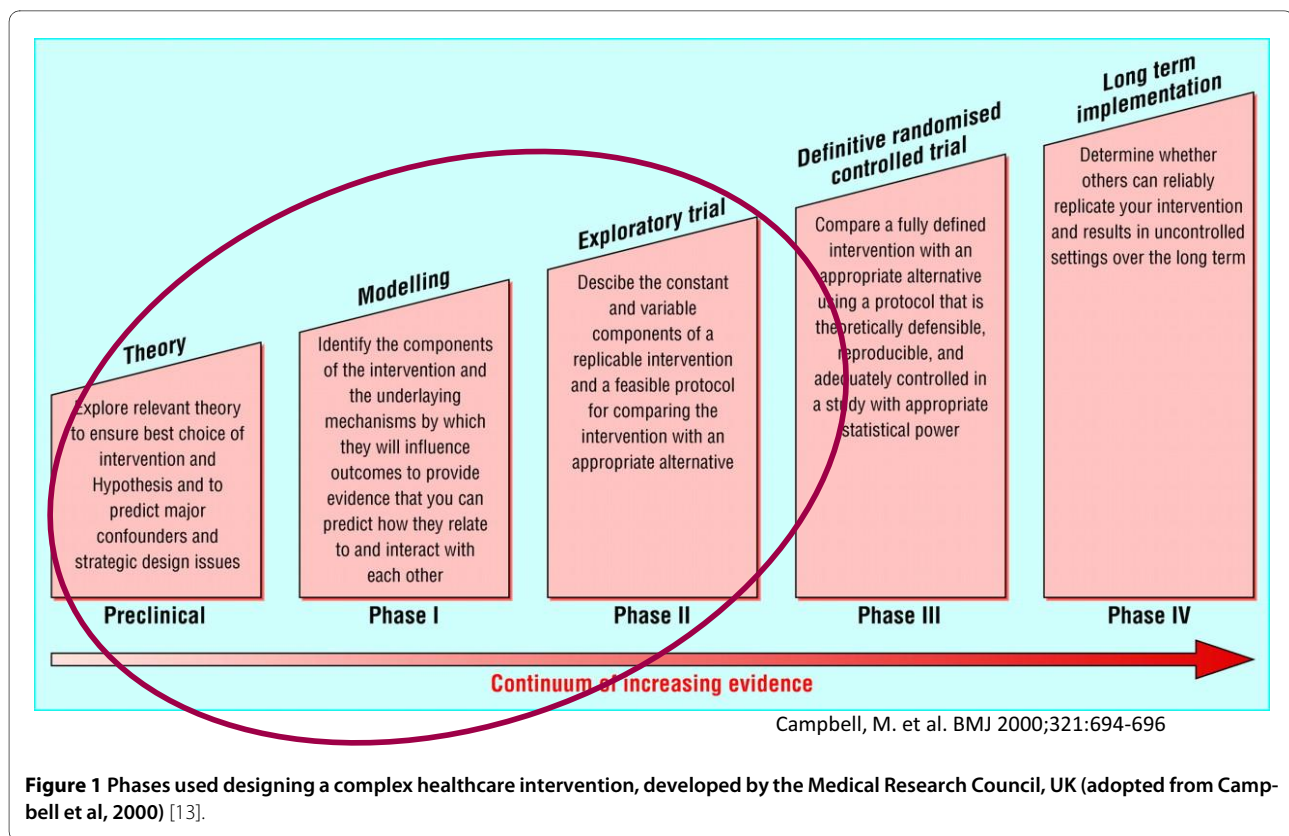 Theory
Explore relevant theory
to ensure best choice of
intervention and
Hypothesis and to
predict major
confounders and
strategic design issues
Preclinical
Modelling
Identify the components
of the intervention and
the underlaying
mechanisms by which
they will influence
outcomes to provide
evidence that you can
predict how they relate
to and interact with
each other
Phase I
Exploratory trial
Descibe the constant
and variable
components of a
replicable intervention
and a feasible protocol
for comparing the
intervention with an
appropriate alternative
Phase II
Definitive randomised
controlled trial
Compare a fully defined
intervention with an
appropriate alternative
using a protocol that is
theoretically defensible,
reproducible, and
adequately controlled in
a study with appropriate
statistical power
Phase III
Long term
implementation
Determine whether
others can reliably
replicate your intervention
and results in uncontrolled
settings over the long term
Phase IV
Continuum of increasing evidence
Campbell, M. et al. BMJ 2000;321:694-696
Figure 1 Phases used designing a complex healthcare intervention, developed by the Medical Research Council, UK (adopted from Camp-
bell et al, 2000) [13].